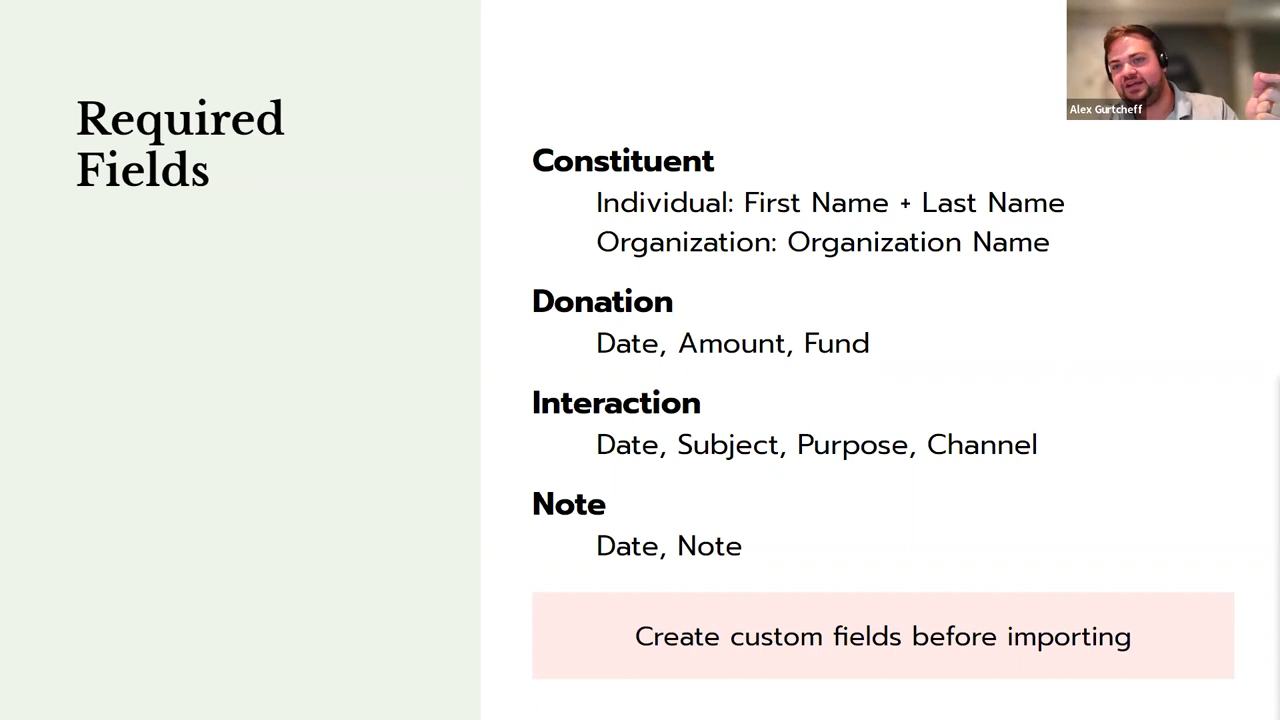 Required
Fields
Alex Gurtcheff
Constituent
Individual: First Name + Last Name
Organization: Organization Name
Donation
Date, Amount, Fund
Interaction
Date, Subject, Purpose, Channel
Note
Date, Note
Create custom fields before importing